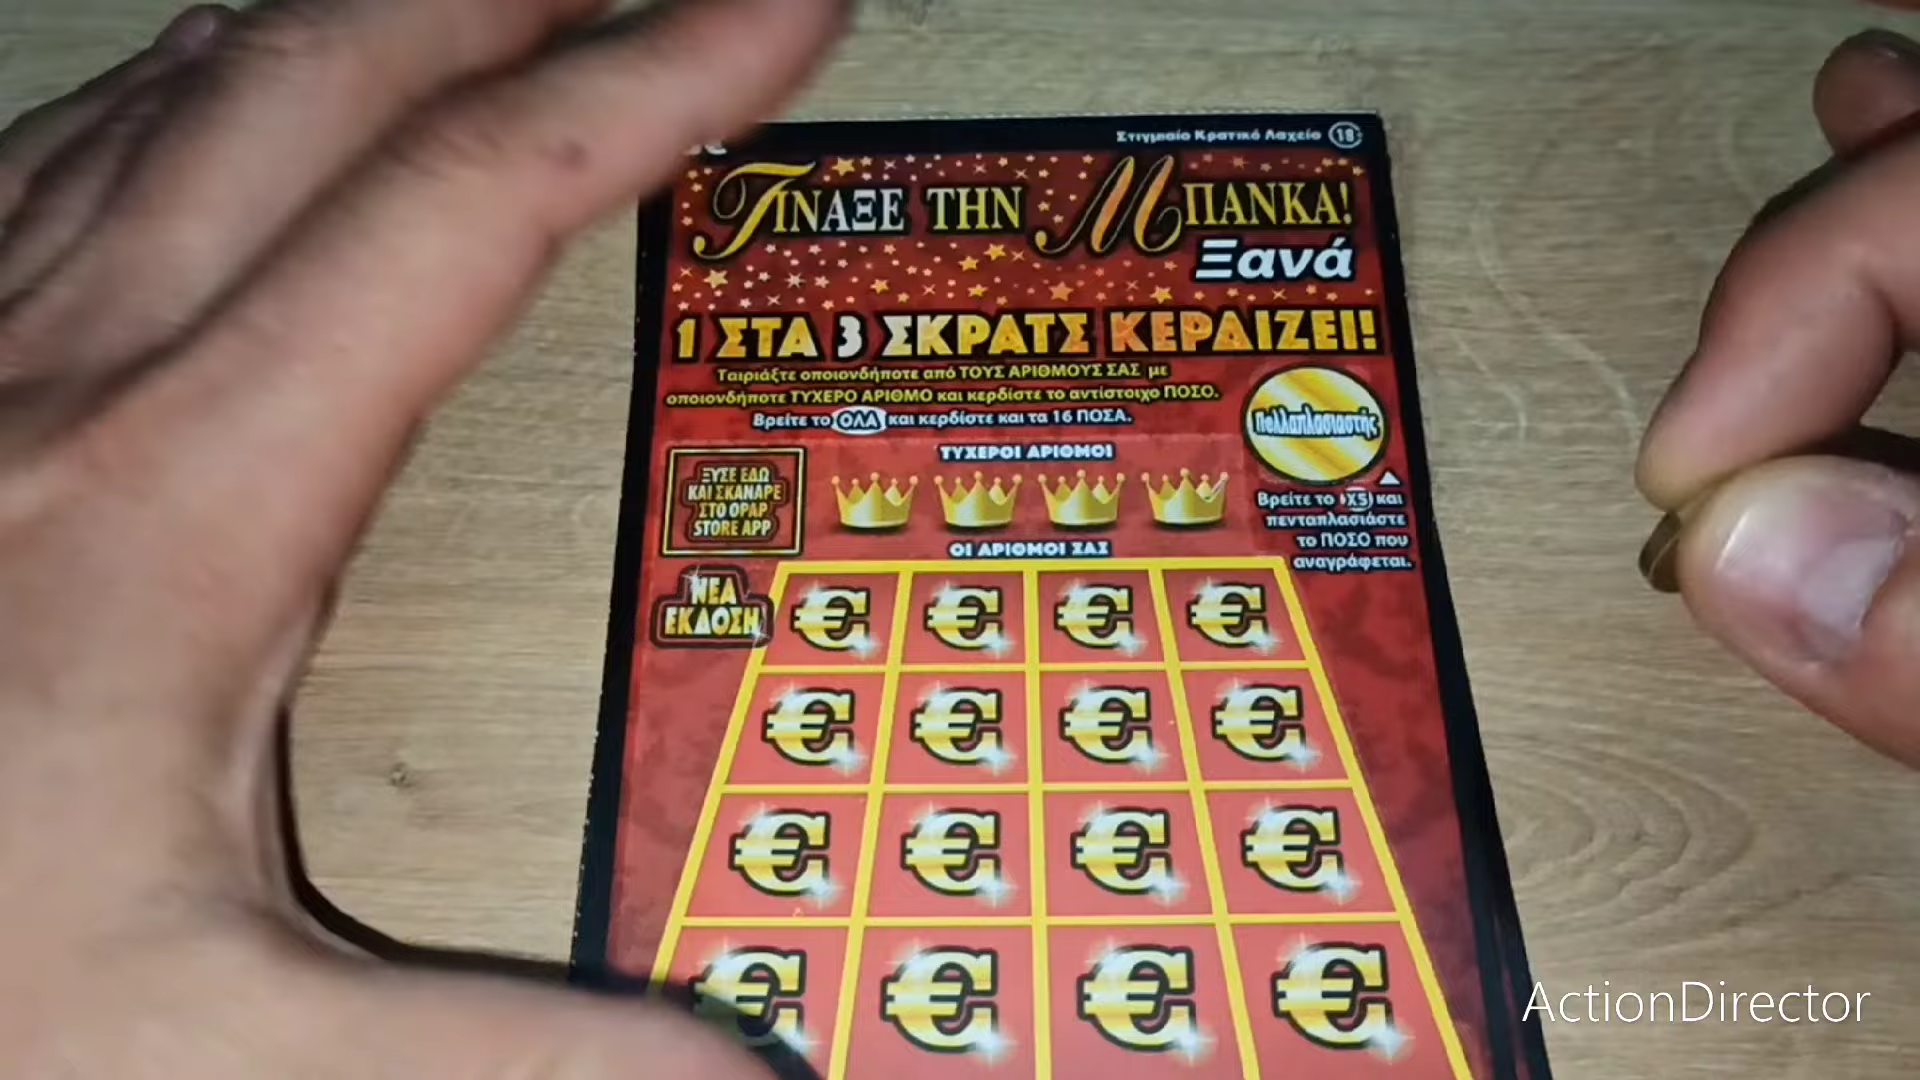 Στιγμιαίο Κρατικό Λαχείο 18+
ΤΙΝΑΞΕ ΤΗΝ ΜΠΑΝΚΑ!
Ξανά
1 ΣΤΑ 3 ΣΚΡΑΤΣ ΚΕΡΔΙΖΕΙ!
Ταιριάξτε οποιονδήποτε από ΤΟΥΣ ΑΡΙΘΜΟΥΣ ΣΑΣ με
οποιονδήποτε ΤΥΧΕΡΟ ΑΡΙΘΜΟ και κερδίστε το αντίστοιχο ΠΟΣΟ.
Βρείτε το ΟΛΑ και κερδίστε και τα 16 ΠΟΣΑ.
Πολλαπλασιαστής
Βρείτε το X5 και
πενταπλασιάστε
το ΠΟΣΟ που
αναγράφεται.
ΤΥΧΕΡΟΙ ΑΡΙΘΜΟΙ
ΞΥΣΕ ΕΔΩ
ΚΑΙ ΣΚΑΝΑΡΕ
ΣΤΟ OPAP
STORE APP
ΟΙ ΑΡΙΘΜΟΙ ΣΑΣ
ΝΕΑ
ΕΚΔΟΣΗ
€ € € €
€ € € €
€ € € €
€ € € €
ActionDirector